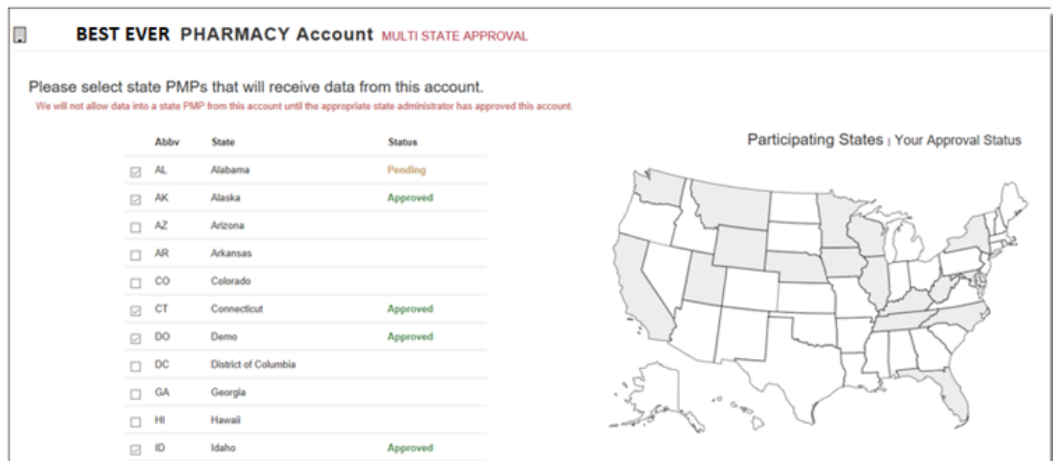 BEST EVER PHARMACY Account MULTI STATE APPROVAL
Please select state PMPs that will receive data from this account.
We will not allow data into a state PMP from this account until the appropriate state administrator has approved this account.
Abbv State Status
AL Alabama Pending
AK Alaska Approved
AZ Arizona
AR Arkansas
CO Colorado
CT Connecticut Approved
DO Demo Approved
DC District of Columbia
GA Georgia
HI Hawaii
ID Idaho Approved
Participating States | Your Approval Status